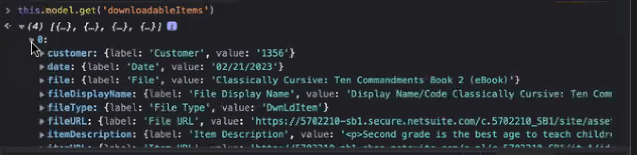 > this.model.get('downloadableItems')
<· ▼ (4) [{…}, {…}, {…}, {…}] i
▼ 0:
▶ customer: {label: 'Customer', value: '1356'}
▶ date: {label: 'Date', value: '02/21/2023'}
▶ file: {label: 'File', value: 'Classically Cursive: Ten Commandments Book 2 (eBook)'}
▶ fileDisplayName: {label: 'File Display Name', value: 'Display Name/Code Classically Cursive: Ten Comm
▶ fileType: {label: 'File Type', value: 'DwnLdItem'}
▶ fileURL: {label: 'File URL', value: 'https://5702210-sb1.secure.netsuite.com/c.5702210_SB1/site/asset
▶ itemDescription: {label: 'Item Description', value: '<p>Second grade is the best age to teach childre